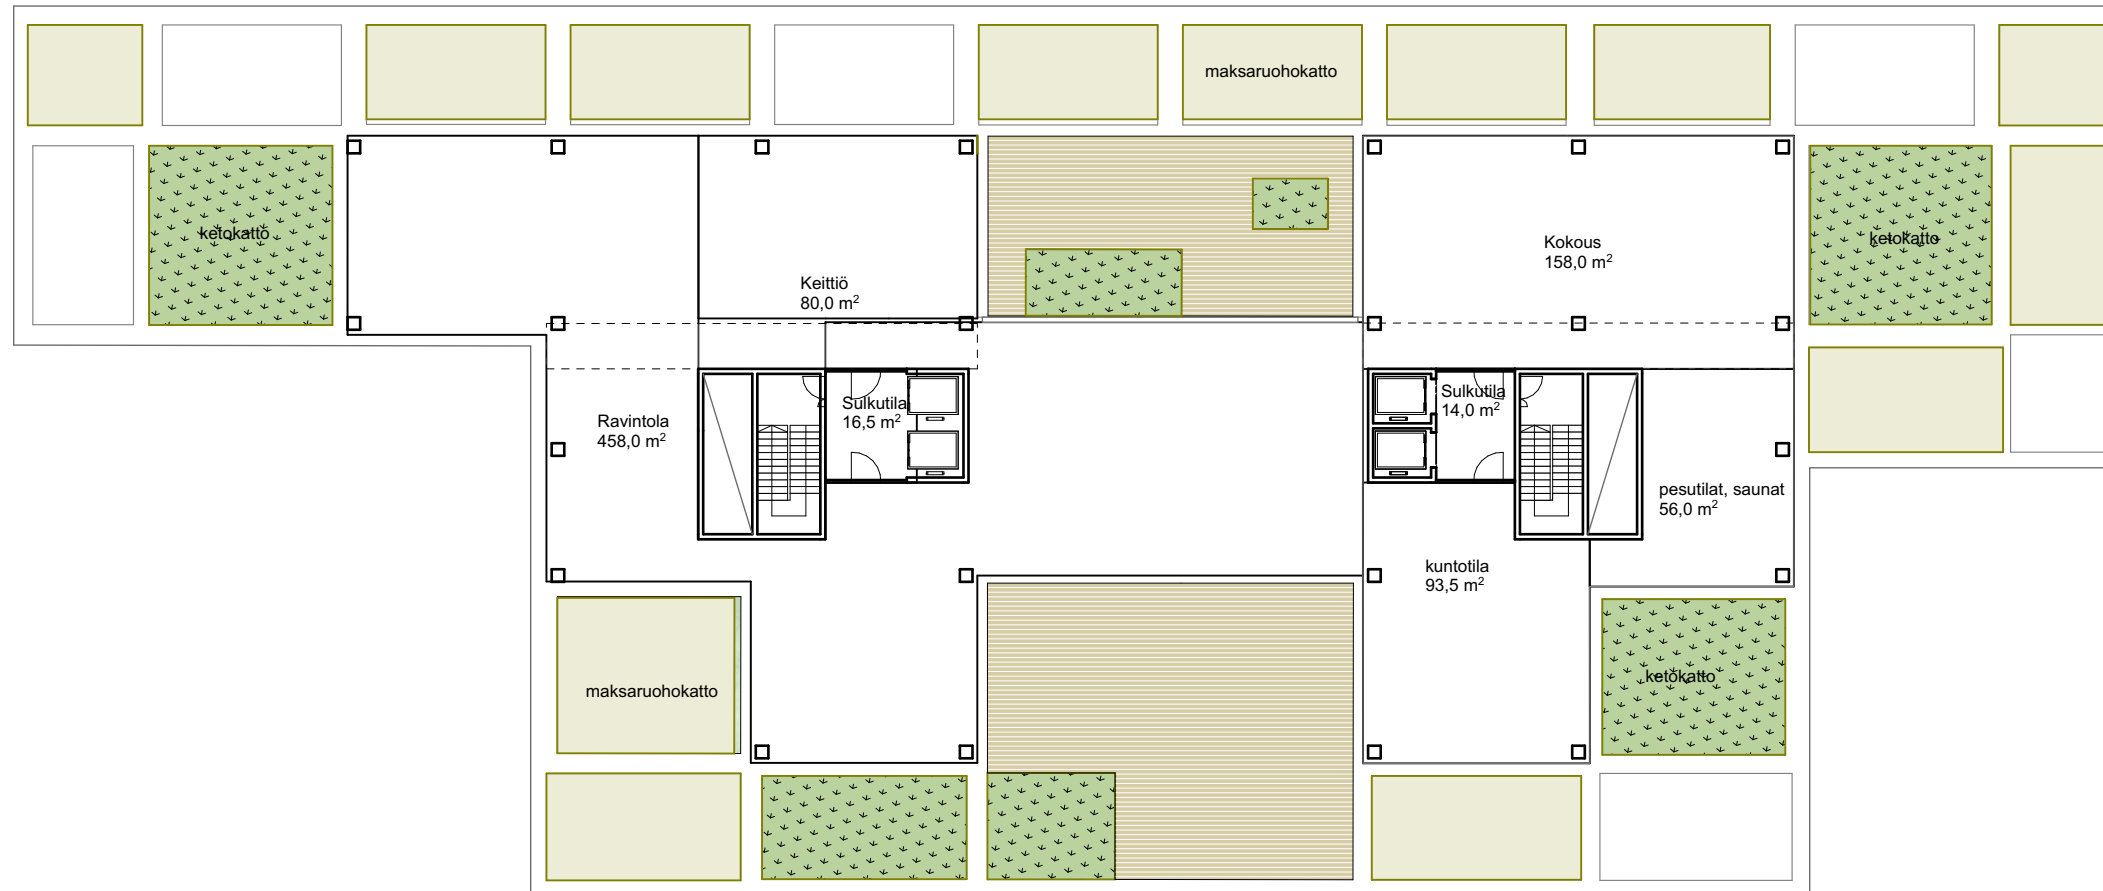 maksaruohokatto
ketokatto
Keittiö
80,0 m²
Kokous
158,0 m²
ketokatto
Ravintola
458,0 m²
Sulkutila
16,5 m²
Sulkutila
14,0 m²
pesutilat, saunat
56,0 m²
kuntotila
93,5 m²
maksaruohokatto
ketokatto